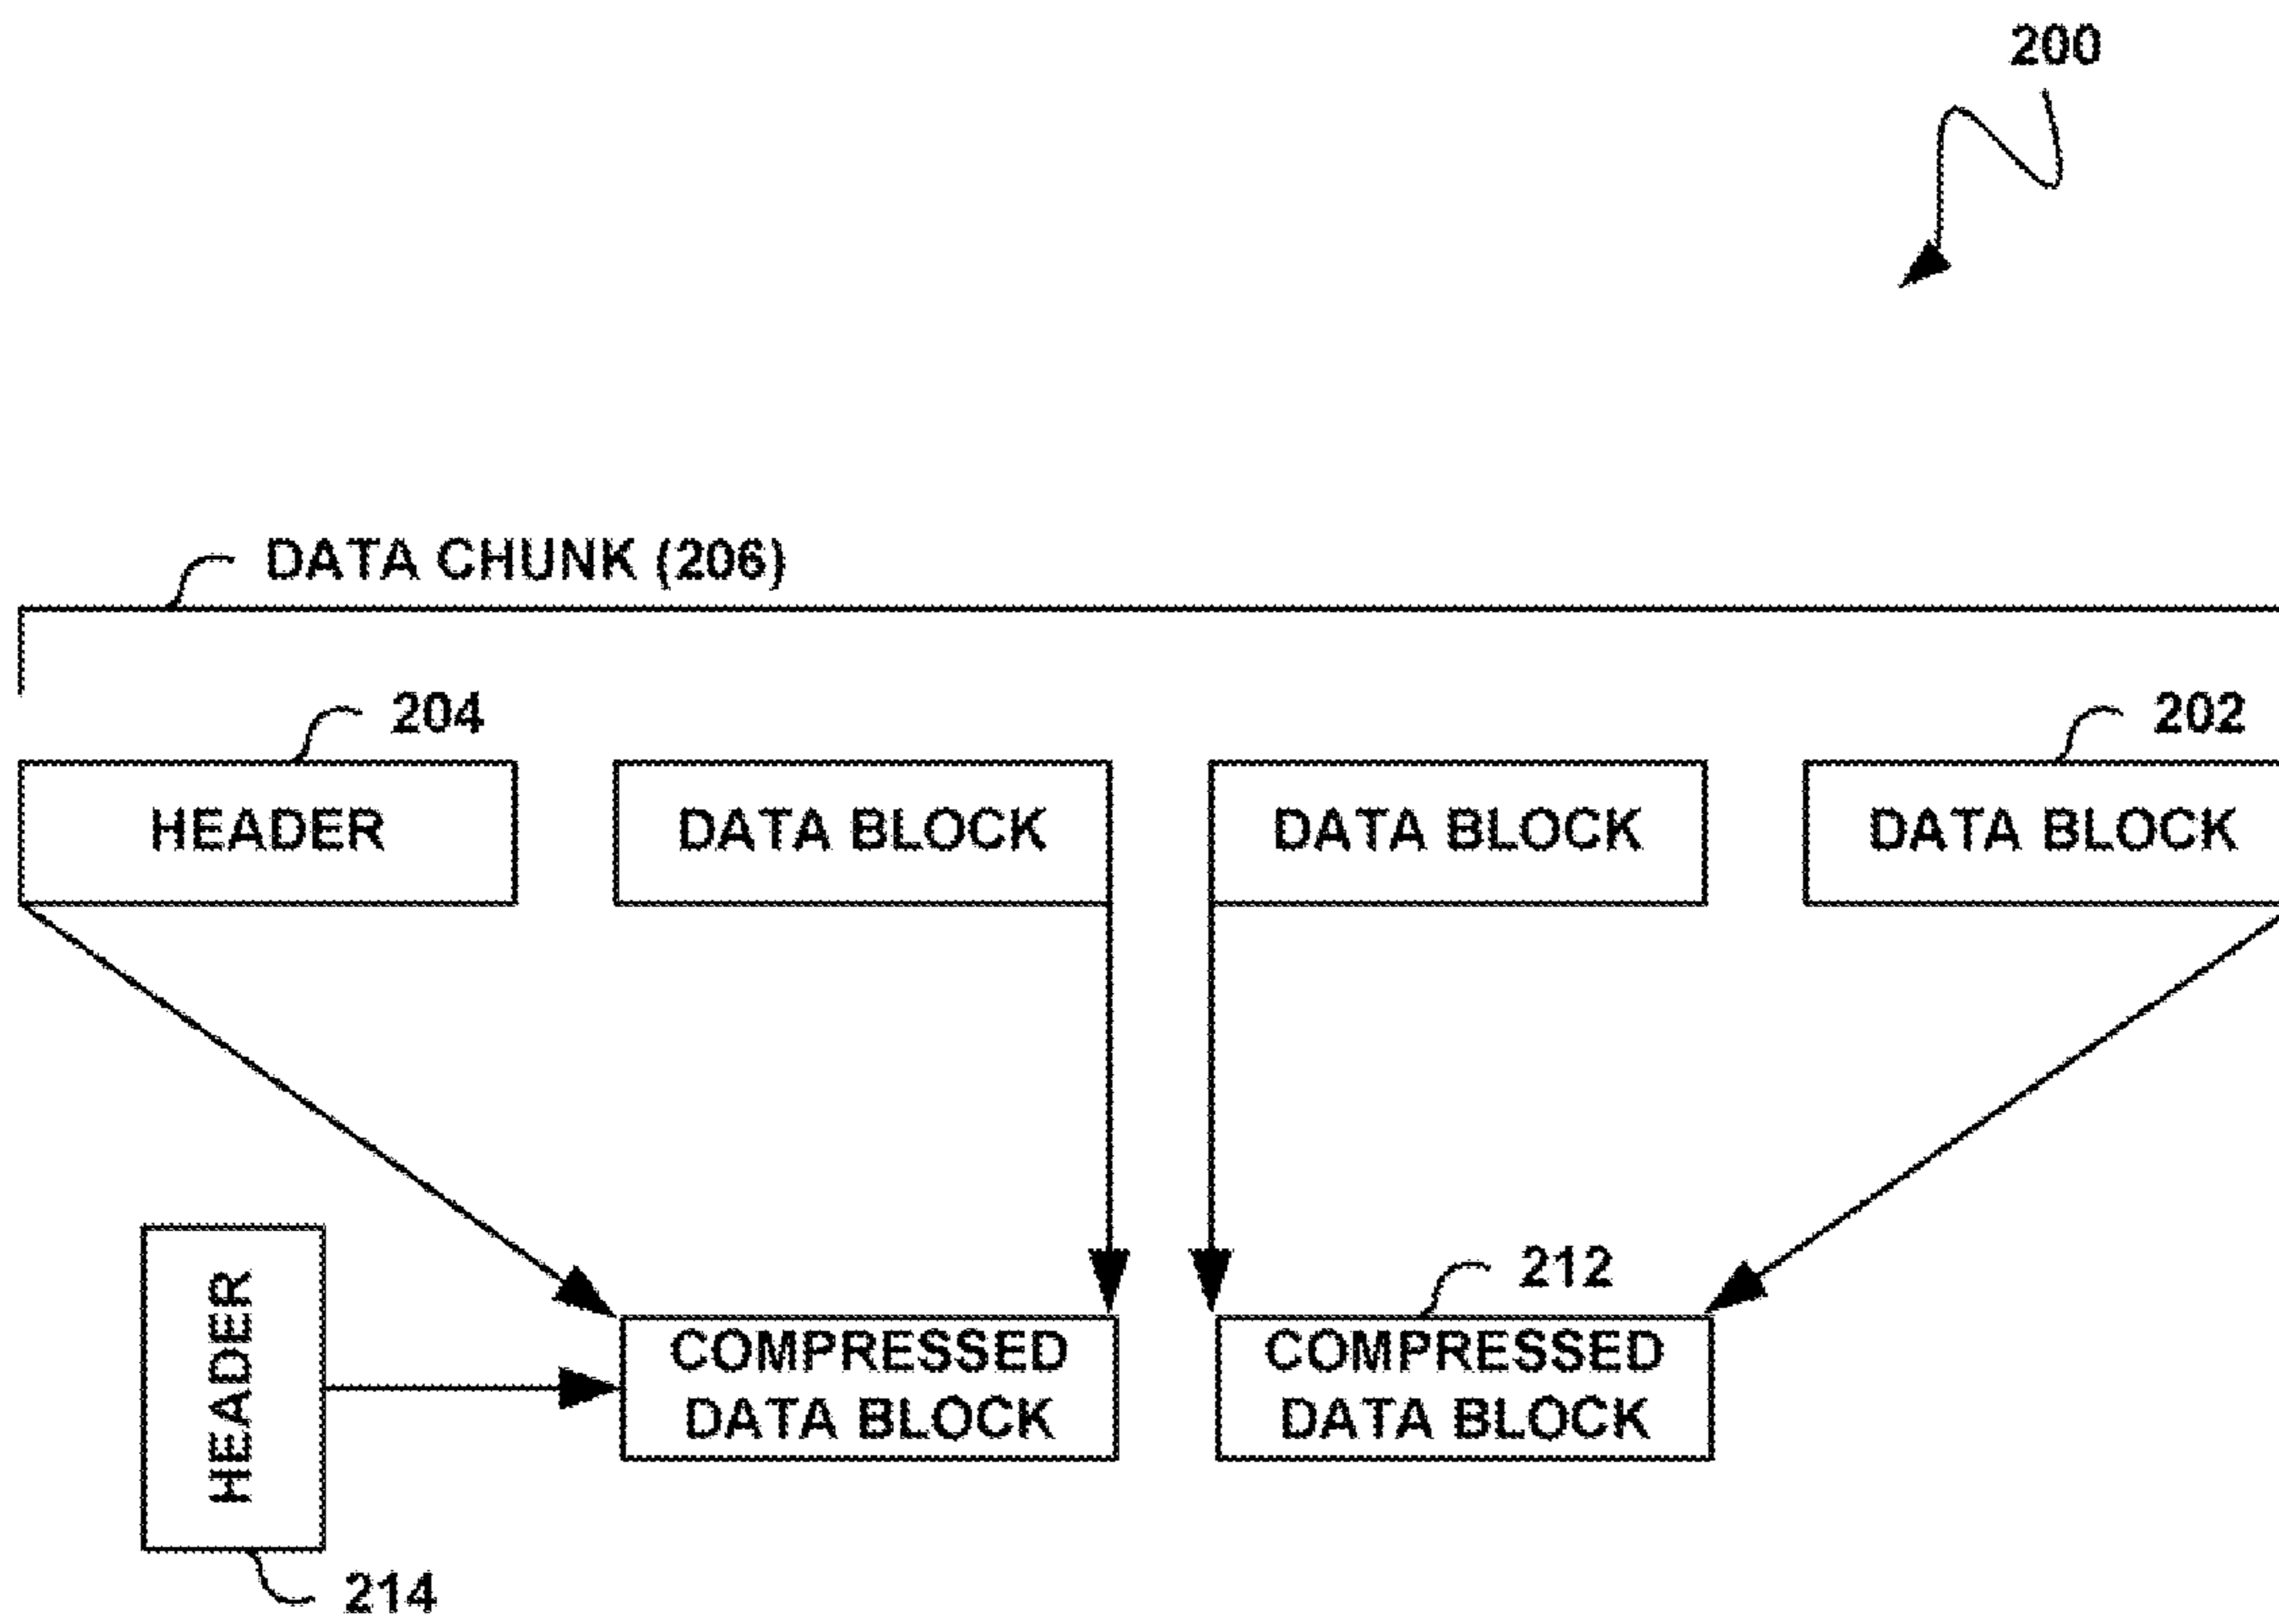 200
DATA CHUNK (206)
204
202
HEADER
DATA BLOCK
DATA BLOCK
DATA BLOCK
212
HEADER
COMPRESSED
DATA BLOCK
COMPRESSED
DATA BLOCK
214